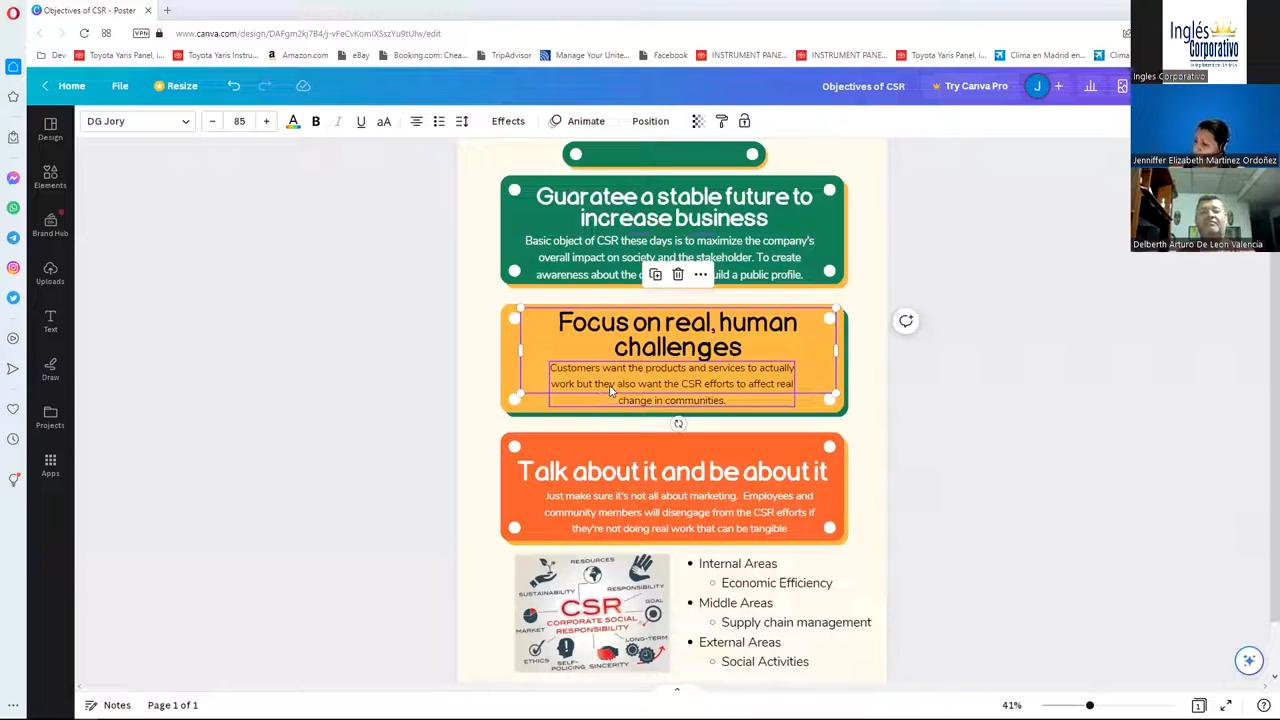 Objectives of CSR - Poster
www.canva.com/design/DAFgm2kj7B4/j-vFeCvKomIXSszYu9tUIw/edit
VPN
Dev
Toyota Yaris Panel, i...
Toyota Yaris Instru...
Amazon.com
eBay
Booking.com: Chea...
TripAdvisor
Manage Your Unite...
Facebook
INSTRUMENT PANE...
INSTRUMENT PANE...
Toyota Yaris Panel, i...
Clima en Madrid en...
Clim
Home
File
Resize
Objectives of CSR
Try Canva Pro
J
DG Jory
85
B
I
U
aA
Effects
Animate
Position
Design
Elements
Brand Hub
Uploads
Text
Draw
Projects
Apps
Guaratee a stable future to
increase business
Basic object of CSR these days is to maximize the company's
overall impact on society and the stakeholder. To create
awareness about the
uild a public profile.
Focus on real, human
challenges
Customers want the products and services to actually
work but they also want the CSR efforts to affect real
change in communities.
Talk about it and be about it
Just make sure it's not all about marketing. Employees and
community members will disengage from the CSR efforts if
they're not doing real work that can be tangible
RESOURCES
SUSTAINABILITY
RESPONSIBILITY
CSR
GOAL
CORPORATE SOCIAL
RESPONSIBILITY
MARKET
LONG-TERM
ETHICS
SELF-POLICING
SINCERITY
Internal Areas
Economic Efficiency
Middle Areas
Supply chain management
External Areas
Social Activities
Notes
Page 1 of 1
41%
1
Inglés
Corporativo
Ingles Corporativo
Jenniffer Elizabeth Martinez Ordoñez
Delberth Arturo De Leon Valencia